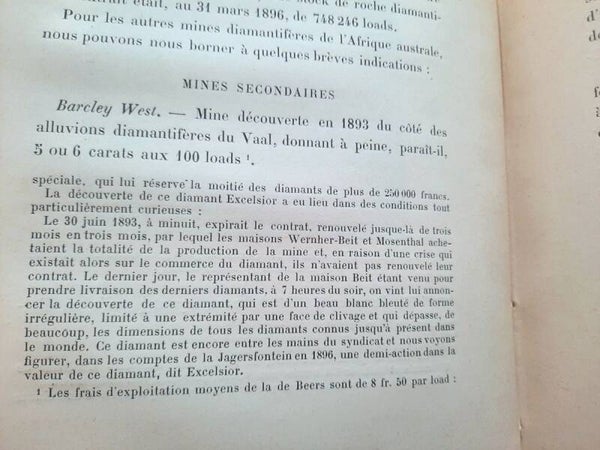 était, au 31 mars 1896, de 748 246 loads.
Pour les autres mines diamantifères de l'Afrique australe,
nous pouvons nous borner à quelques brèves indications :
MINES SECONDAIRES
Barcley West. — Mine découverte en 1893 du côté des
alluvions diamantifères du Vaal, donnant à peine, paraît-il,
5 ou 6 carats aux 100 loads ¹.
spéciale, qui lui réserve la moitié des diamants de plus de 250 000 francs.
La découverte de ce diamant Excelsior a eu lieu dans des conditions tout
particulièrement curieuses :
Le 30 juin 1893, à minuit, expirait le contrat, renouvelé jusque-là de trois
mois en trois mois, par lequel les maisons Wernher-Beit et Mosenthal ache-
taient la totalité de la production de la mine et, en raison d'une crise qui
existait alors sur le commerce du diamant, ils n'avaient pas renouvelé leur
contrat. Le dernier jour, le représentant de la maison Beit étant venu pour
prendre livraison des derniers diamants, à 7 heures du soir, on vint lui annon-
cer la découverte de ce diamant, qui est d'un beau blanc bleuté de forme
irrégulière, limité à une extrémité par une face de clivage et qui dépasse, de
beaucoup, les dimensions de tous les diamants connus jusqu'à présent dans
le monde. Ce diamant est encore entre les mains du syndicat et nous voyons
figurer, dans les comptes de la Jagersfontein en 1896, une demi-action dans la
valeur de ce diamant, dit Excelsior.
¹ Les frais d'exploitation moyens de la de Beers sont de 8 fr. 50 par load :